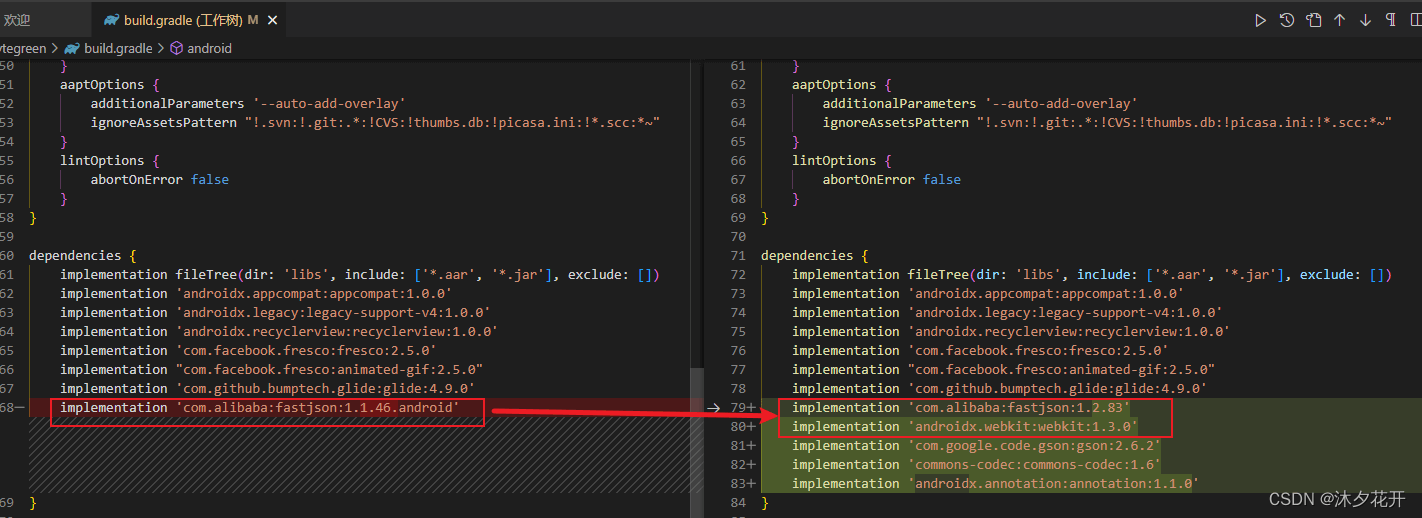 欢迎
build.gradle (工作树) M ×
ytegreen > build.gradle > android
50 }
51 aaptOptions {
52 additionalParameters '--auto-add-overlay'
53 ignoreAssetsPattern "!.svn:!.git:.*:!CVS:!thumbs.db:!picasa.ini:!*.scc:*~"
54 }
55 lintOptions {
56 abortOnError false
57 }
58 }
59
60 dependencies {
61 implementation fileTree(dir: 'libs', include: ['*.aar', '*.jar'], exclude: [])
62 implementation 'androidx.appcompat:appcompat:1.0.0'
63 implementation 'androidx.legacy:legacy-support-v4:1.0.0'
64 implementation 'androidx.recyclerview:recyclerview:1.0.0'
65 implementation 'com.facebook.fresco:fresco:2.5.0'
66 implementation "com.facebook.fresco:animated-gif:2.5.0"
67 implementation 'com.github.bumptech.glide:glide:4.9.0'
68— implementation 'com.alibaba:fastjson:1.1.46.android'
69 }
61 }
62 aaptOptions {
63 additionalParameters '--auto-add-overlay'
64 ignoreAssetsPattern "!.svn:!.git:.*:!CVS:!thumbs.db:!picasa.ini:!*.scc:*~"
65 }
66 lintOptions {
67 abortOnError false
68 }
69 }
70
71 dependencies {
72 implementation fileTree(dir: 'libs', include: ['*.aar', '*.jar'], exclude: [])
73 implementation 'androidx.appcompat:appcompat:1.0.0'
74 implementation 'androidx.legacy:legacy-support-v4:1.0.0'
75 implementation 'androidx.recyclerview:recyclerview:1.0.0'
76 implementation 'com.facebook.fresco:fresco:2.5.0'
77 implementation "com.facebook.fresco:animated-gif:2.5.0"
78 implementation 'com.github.bumptech.glide:glide:4.9.0'
79+ implementation 'com.alibaba:fastjson:1.2.83'
80+ implementation 'androidx.webkit:webkit:1.3.0'
81+ implementation 'com.google.code.gson:gson:2.6.2'
82+ implementation 'commons-codec:commons-codec:1.6'
83+ implementation 'androidx.annotation:annotation:1.1.0'
84 }
CSDN @沐夕花开